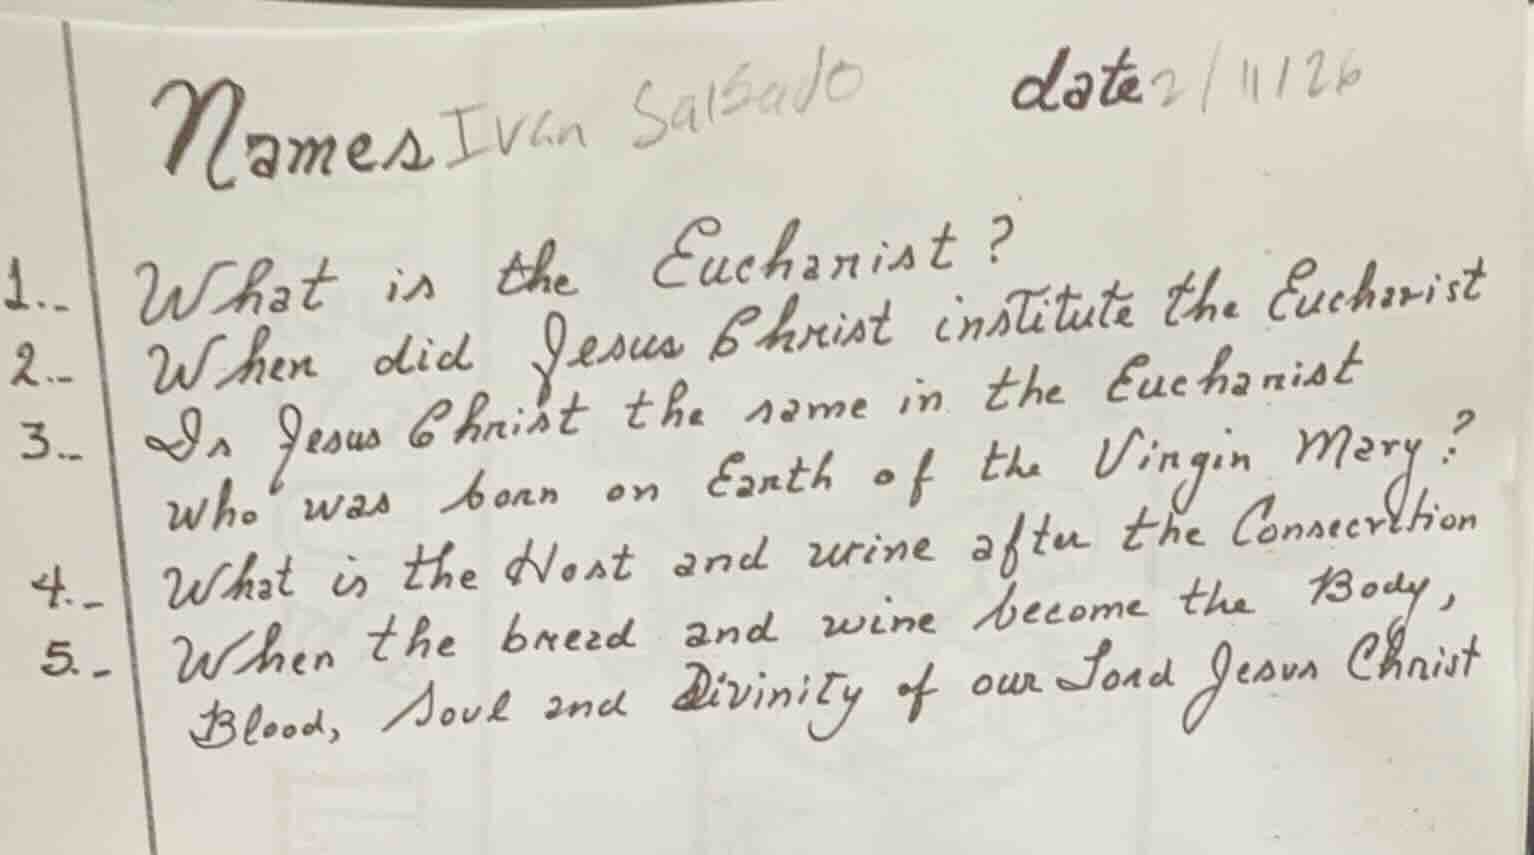 Names Ivan Salsado date 2/11/26
1.- What is the Eucharist?
2.- When did Jesus Christ institute the Eucharist
3.- Is Jesus Christ the same in the Eucharist
who was born on Earth of the Virgin Mary?
4.- What is the Host and wine after the Consecrtion
5.- When the bread and wine become the Body,
Blood, Soul and Divinity of our Lord Jesus Christ